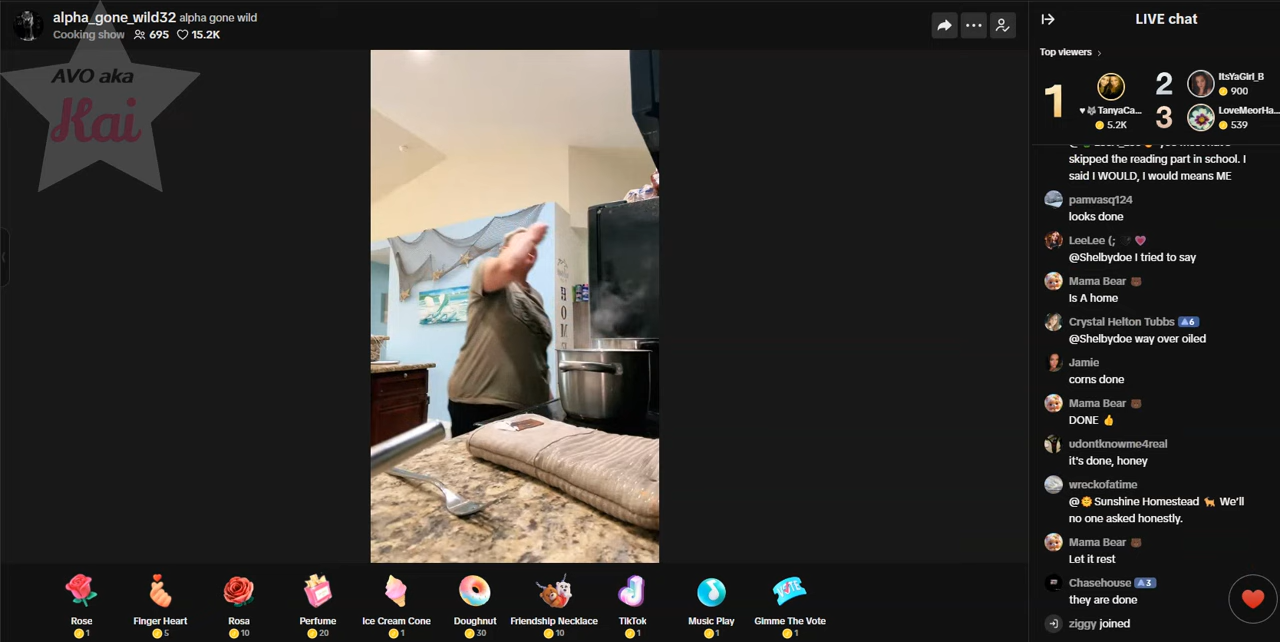 alpha_gone_wild32 alpha gone wild
Cooking show 695 15.2K
AVO aka
Kai
HOME
LIVE chat
Top viewers
1
TanyaCa...
5.2K
2
ItsYaGirl_B
900
3
LoveMeorHa...
539
skipped the reading part in school. I
said I WOULD, I would means ME
pamvasq124
looks done
LeeLee (;
@Shelbydoe I tried to say
Mama Bear
Is A home
Crystal Helton Tubbs 6
@Shelbydoe way over oiled
Jamie
corns done
Mama Bear
DONE 👍
udontknowme4real
it's done, honey
wreckofatime
@🌞 Sunshine Homestead 🐕 We'll
no one asked honestly.
Mama Bear
Let it rest
Chasehouse 3
they are done
ziggy joined
Rose
1
Finger Heart
5
Rosa
10
Perfume
20
Ice Cream Cone
1
Doughnut
30
Friendship Necklace
10
TikTok
1
Music Play
1
Gimme The Vote
1